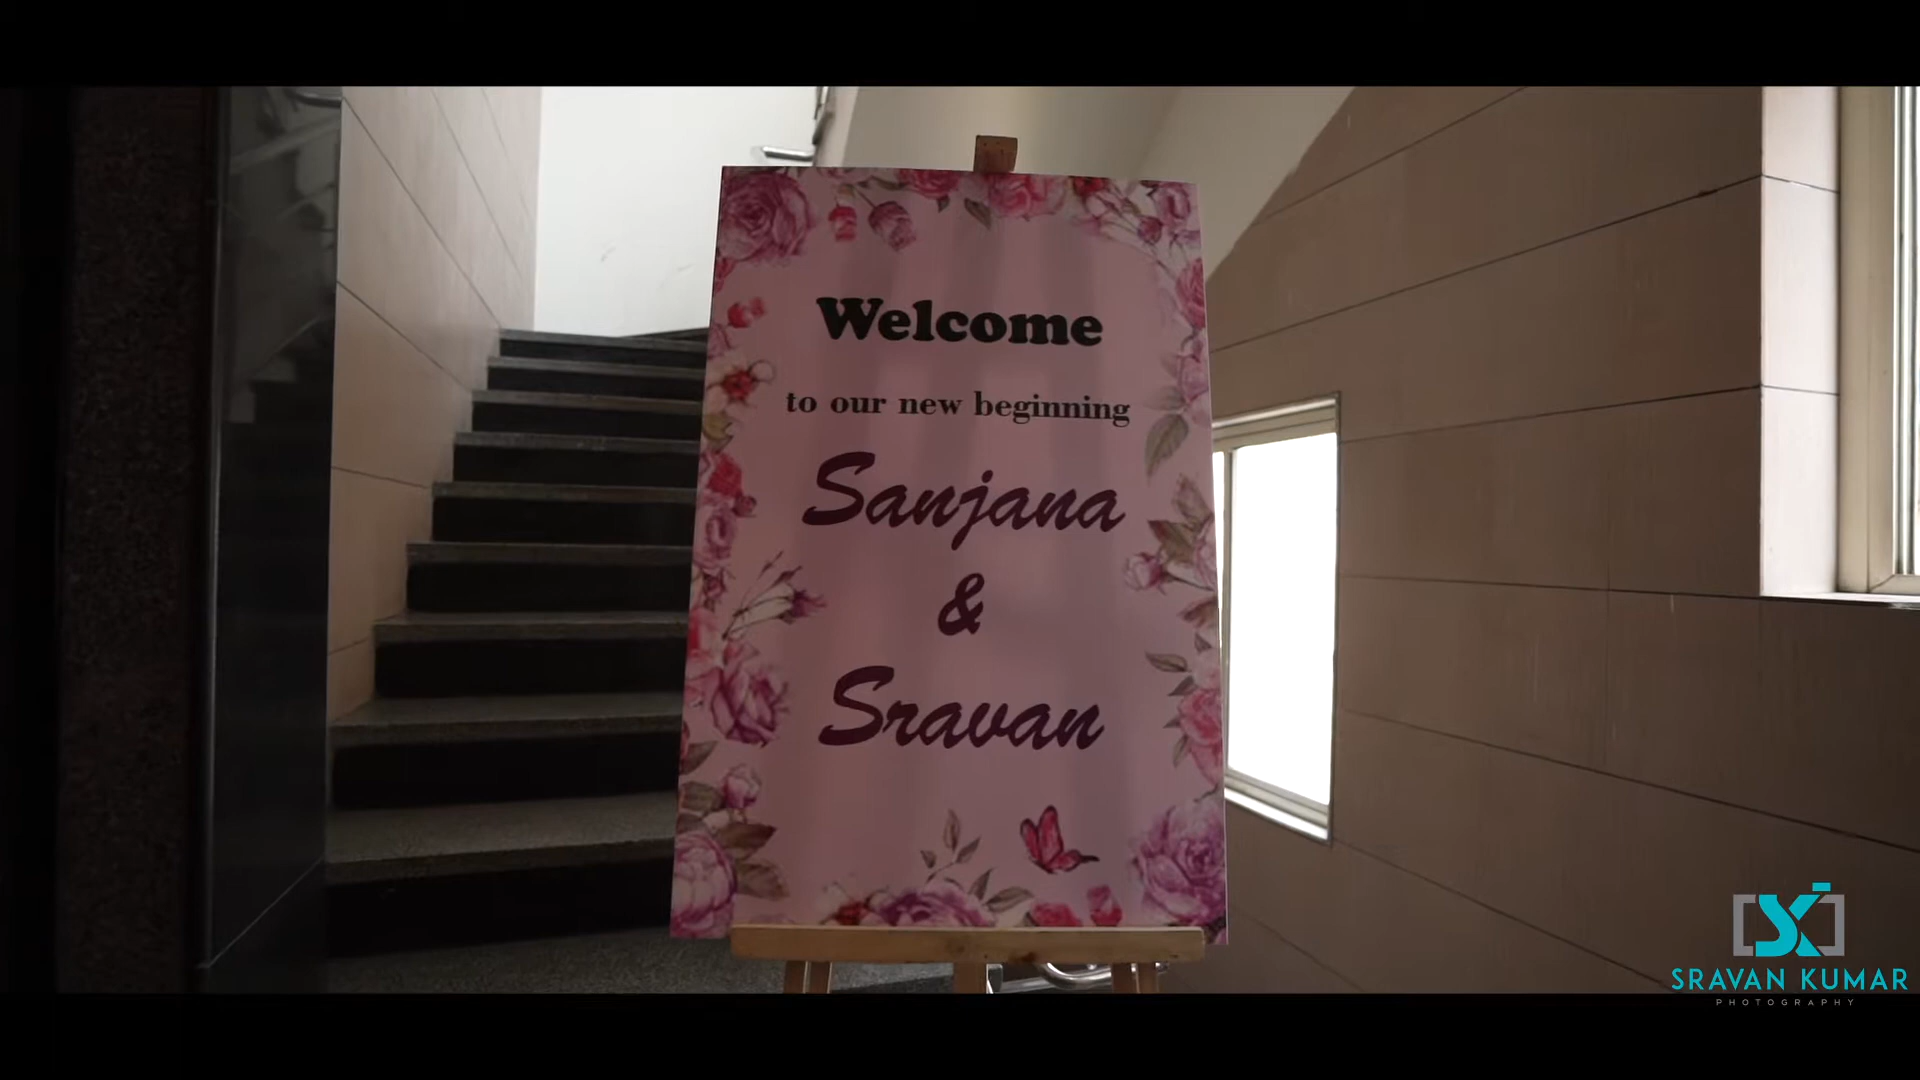 Welcome
to our new beginning
Sanjana
&
Sravan
SRAVAN KUMAR
PHOTOGRAPHY